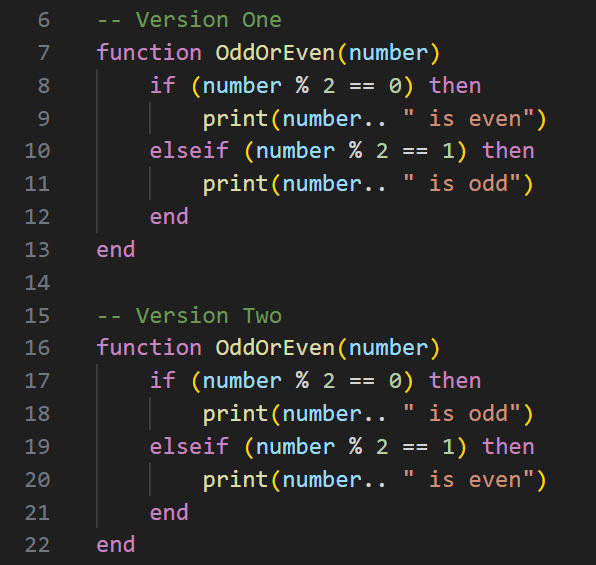 6 -- Version One
7 function OddOrEven(number)
8     if (number % 2 == 0) then
9         print(number.. " is even")
10     elseif (number % 2 == 1) then
11         print(number.. " is odd")
12     end
13 end
14
15 -- Version Two
16 function OddOrEven(number)
17     if (number % 2 == 0) then
18         print(number.. " is odd")
19     elseif (number % 2 == 1) then
20         print(number.. " is even")
21     end
22 end